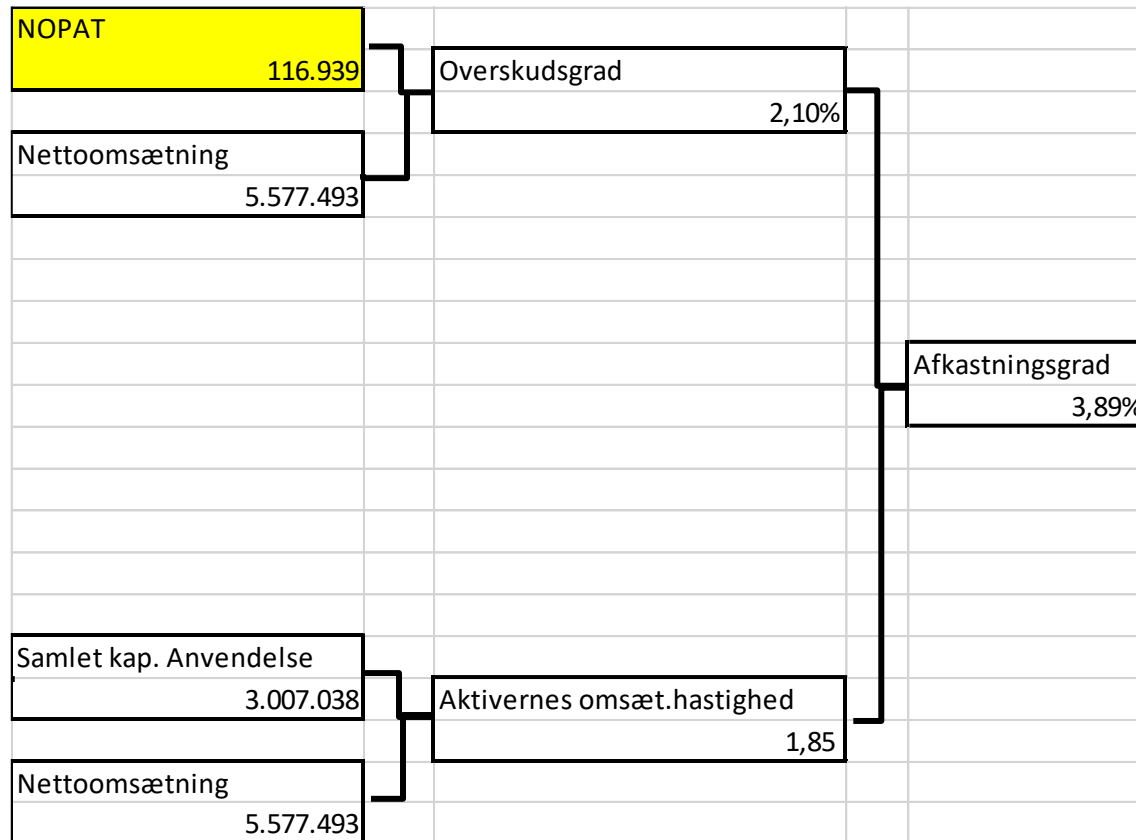 NOPAT
116.939
Overskudsgrad
2,10%
Nettoomsætning
5.577.493
Afkastningsgrad
3,89%
Samlet kap. Anvendelse
3.007.038
Aktivernes omsæt.hastighed
1,85
Nettoomsætning
5.577.493